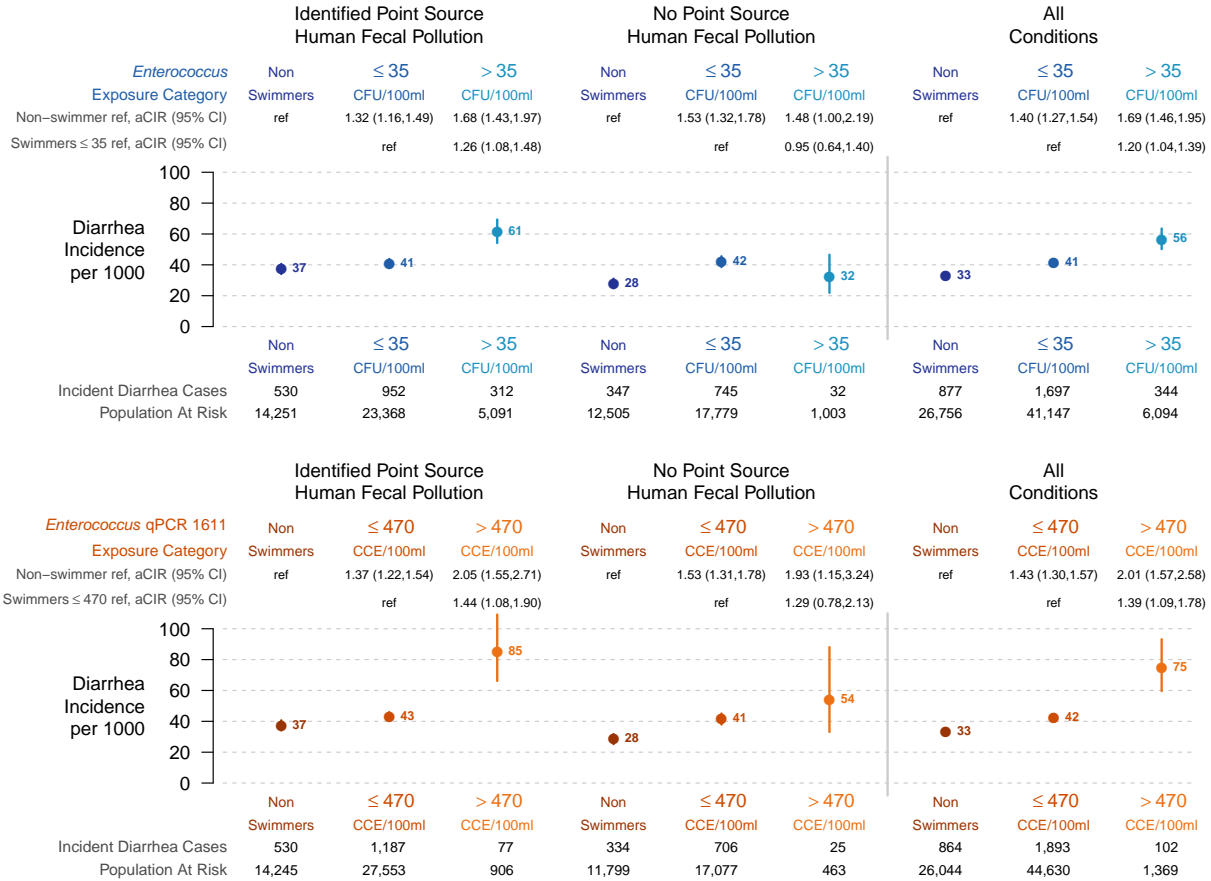 Identified Point Source No Point Source All
Human Fecal Pollution Human Fecal Pollution Conditions
Enterococcus Non ≤ 35 > 35 Non ≤ 35 > 35 Non ≤ 35 > 35
Exposure Category Swimmers CFU/100ml CFU/100ml Swimmers CFU/100ml CFU/100ml Swimmers CFU/100ml CFU/100ml
Non−swimmer ref, aCIR (95% CI) ref 1.32 (1.16,1.49) 1.68 (1.43,1.97) ref 1.53 (1.32,1.78) 1.48 (1.00,2.19) ref 1.40 (1.27,1.54) 1.69 (1.46,1.95)
Swimmers ≤ 35 ref, aCIR (95% CI) ref 1.26 (1.08,1.48) ref 0.95 (0.64,1.40) ref 1.20 (1.04,1.39)
100
80
Diarrhea
Incidence
per 1000
60
40
20
0
37 41 61 28 42 32 33 41 56
Non ≤ 35 > 35 Non ≤ 35 > 35 Non ≤ 35 > 35
Swimmers CFU/100ml CFU/100ml Swimmers CFU/100ml CFU/100ml Swimmers CFU/100ml CFU/100ml
Incident Diarrhea Cases 530 952 312 347 745 32 877 1,697 344
Population At Risk 14,251 23,368 5,091 12,505 17,779 1,003 26,756 41,147 6,094
Identified Point Source No Point Source All
Human Fecal Pollution Human Fecal Pollution Conditions
Enterococcus qPCR 1611 Non ≤ 470 > 470 Non ≤ 470 > 470 Non ≤ 470 > 470
Exposure Category Swimmers CCE/100ml CCE/100ml Swimmers CCE/100ml CCE/100ml Swimmers CCE/100ml CCE/100ml
Non−swimmer ref, aCIR (95% CI) ref 1.37 (1.22,1.54) 2.05 (1.55,2.71) ref 1.53 (1.31,1.78) 1.93 (1.15,3.24) ref 1.43 (1.30,1.57) 2.01 (1.57,2.58)
Swimmers ≤ 470 ref, aCIR (95% CI) ref 1.44 (1.08,1.90) ref 1.29 (0.78,2.13) ref 1.39 (1.09,1.78)
100
80
Diarrhea
Incidence
per 1000
60
40
20
0
37 43 85 28 41 54 33 42 75
Non ≤ 470 > 470 Non ≤ 470 > 470 Non ≤ 470 > 470
Swimmers CCE/100ml CCE/100ml Swimmers CCE/100ml CCE/100ml Swimmers CCE/100ml CCE/100ml
Incident Diarrhea Cases 530 1,187 77 334 706 25 864 1,893 102
Population At Risk 14,245 27,553 906 11,799 17,077 463 26,044 44,630 1,369